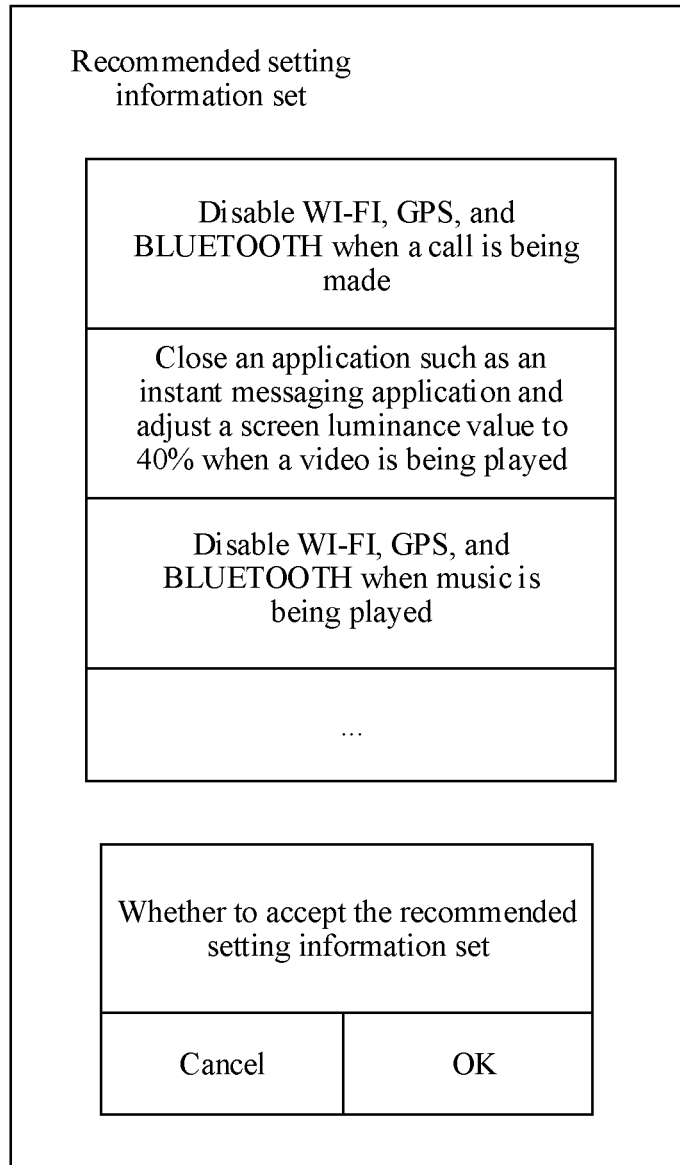 Recommended setting
information set
Disable WI-FI, GPS, and
BLUETOOTH when a call is being
made
Close an application such as an
instant messaging application and
adjust a screen luminance value to
40% when a video is being played
Disable WI-FI, GPS, and
BLUETOOTH when music is
being played
...
Whether to accept the recommended
setting information set
Cancel
OK